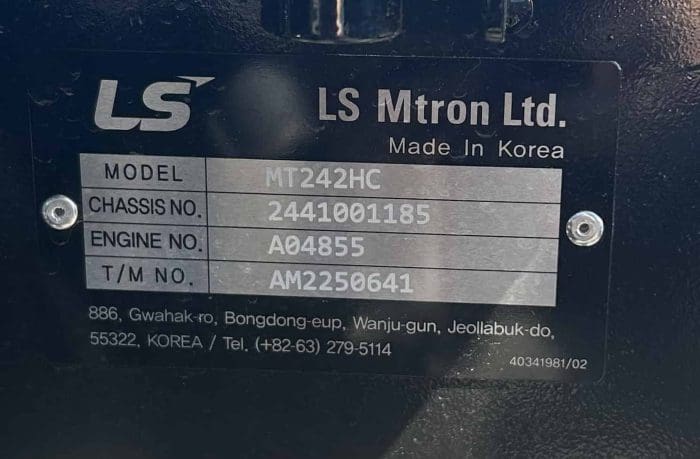 LS LS Mtron Ltd.
Made In Korea
MODEL MT242HC
CHASSIS NO. 2441001185
ENGINE NO. A04855
T/M NO. AM2250641
886, Gwahak-ro, Bongdong-eup, Wanju-gun, Jeollabuk-do,
55322, KOREA / Tel. (+82-63) 279-5114
40341981/02